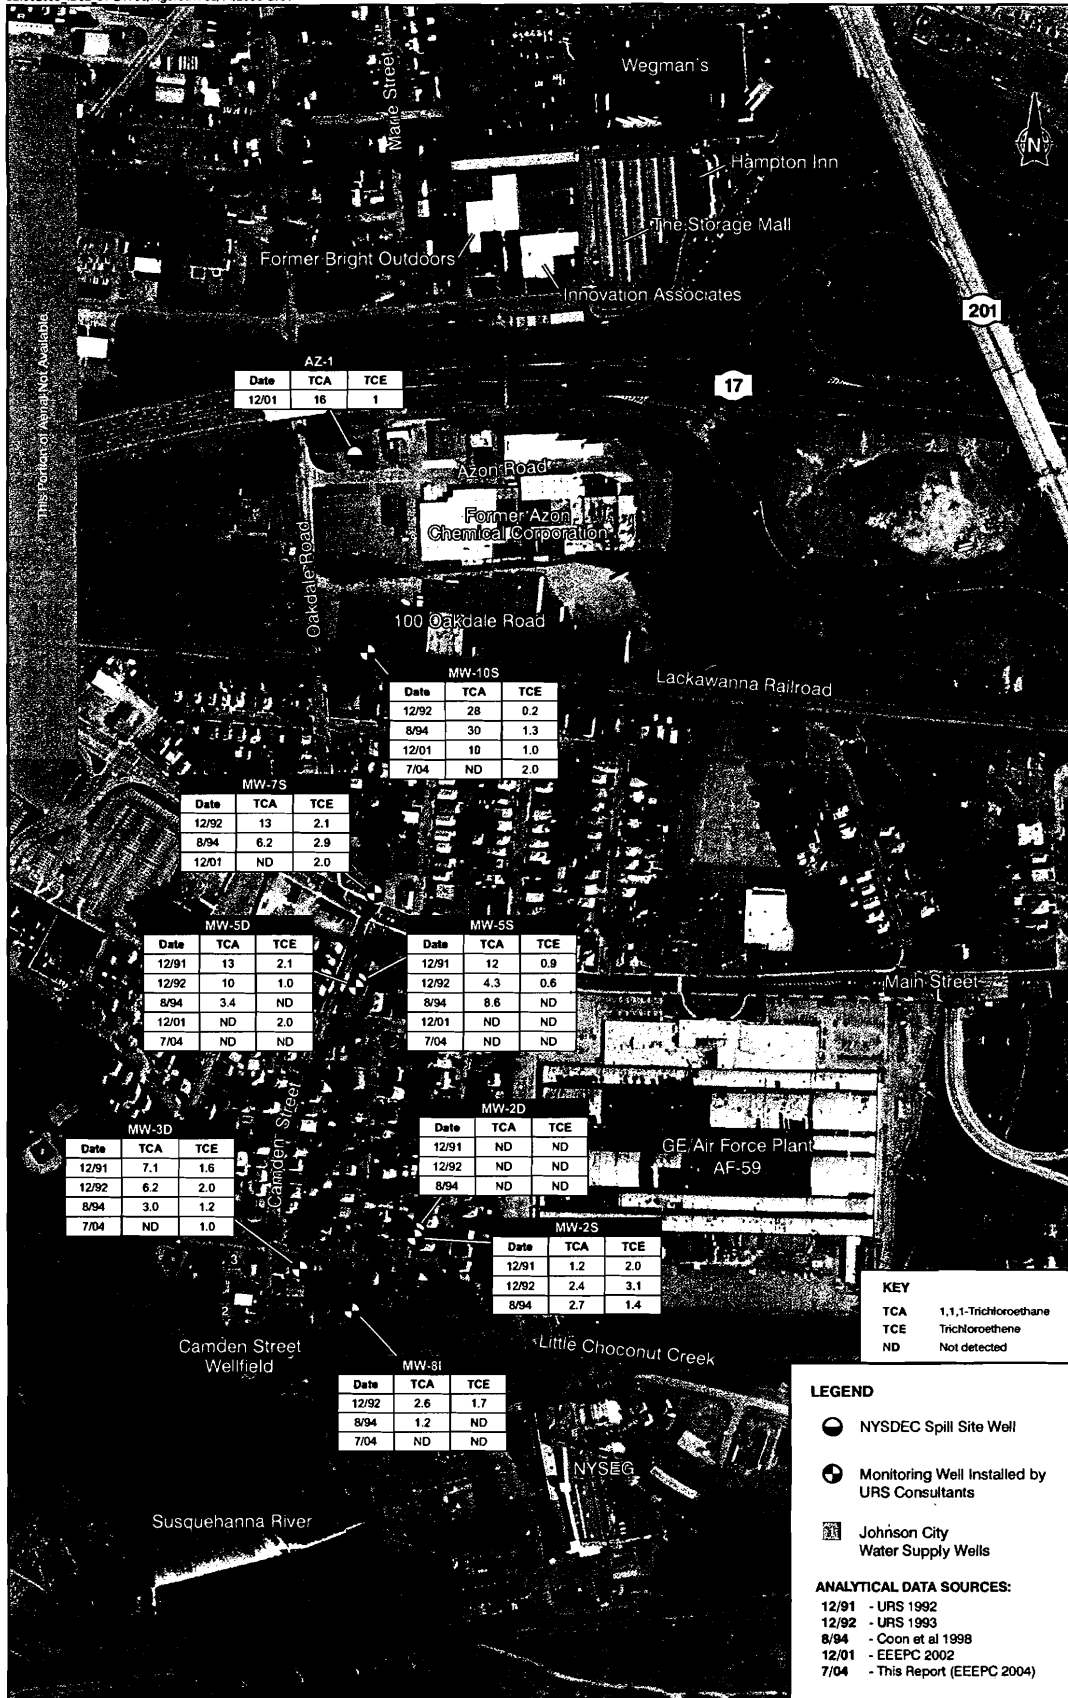 Wegman's
Marie Street
N
Hampton Inn
The Storage Mall
Former Bright Outdoors
Innovation Associates
201
This Portion of Aerial Not Available
17
AZ-1
Date TCA TCE
12/01 16 1
Azon Road
Former Azon
Chemical Corporation
Oakdale Road
100 Oakdale Road
Lackawanna Railroad
MW-10S
Date TCA TCE
12/92 28 0.2
8/94 30 1.3
12/01 10 1.0
7/04 ND 2.0
MW-7S
Date TCA TCE
12/92 13 2.1
8/94 6.2 2.9
12/01 ND 2.0
MW-5D
Date TCA TCE
12/91 13 2.1
12/92 10 1.0
8/94 3.4 ND
12/01 ND 2.0
7/04 ND ND
MW-5S
Date TCA TCE
12/91 12 0.9
12/92 4.3 0.6
8/94 8.6 ND
12/01 ND ND
7/04 ND ND
Main Street
Camden Street
MW-2D
Date TCA TCE
12/91 ND ND
12/92 ND ND
8/94 ND ND
GE/Air Force Plant
AF-59
MW-3D
Date TCA TCE
12/91 7.1 1.6
12/92 6.2 2.0
8/94 3.0 1.2
7/04 ND 1.0
MW-2S
Date TCA TCE
12/91 1.2 2.0
12/92 2.4 3.1
8/94 2.7 1.4
3
2
1
Camden Street
Wellfield
Little Choconut Creek
MW-8I
Date TCA TCE
12/92 2.6 1.7
8/94 1.2 ND
7/04 ND ND
NYSEG
Susquehanna River
KEY
TCA 1,1,1-Trichloroethane
TCE Trichloroethene
ND Not detected
LEGEND
NYSDEC Spill Site Well
Monitoring Well Installed by
URS Consultants
Johnson City
Water Supply Wells
ANALYTICAL DATA SOURCES:
12/91 - URS 1992
12/92 - URS 1993
8/94 - Coon et al 1998
12/01 - EEEPC 2002
7/04 - This Report (EEEPC 2004)